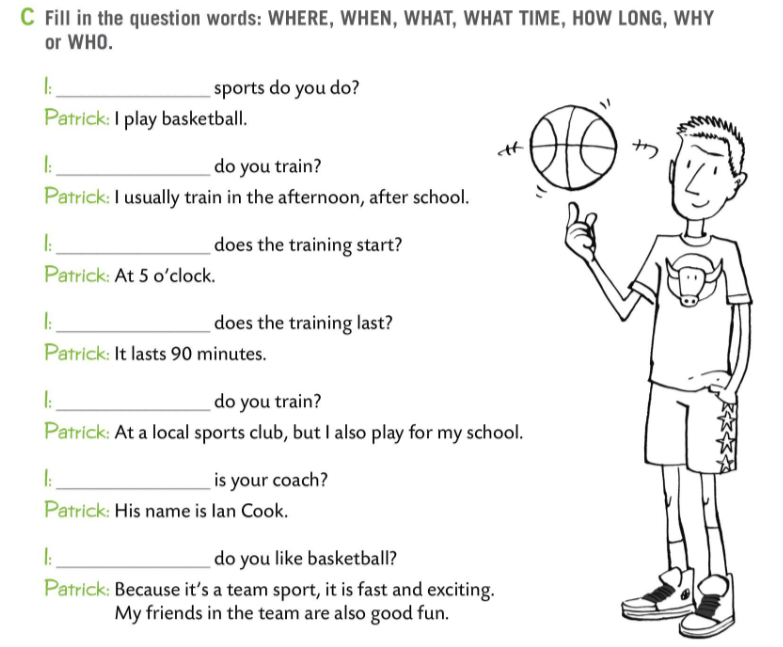 C Fill in the question words: WHERE, WHEN, WHAT, WHAT TIME, HOW LONG, WHY
or WHO.
I: ________________ sports do you do?
Patrick: I play basketball.
I: ________________ do you train?
Patrick: I usually train in the afternoon, after school.
I: ________________ does the training start?
Patrick: At 5 o’clock.
I: ________________ does the training last?
Patrick: It lasts 90 minutes.
I: ________________ do you train?
Patrick: At a local sports club, but I also play for my school.
I: ________________ is your coach?
Patrick: His name is Ian Cook.
I: ________________ do you like basketball?
Patrick: Because it’s a team sport, it is fast and exciting.
My friends in the team are also good fun.